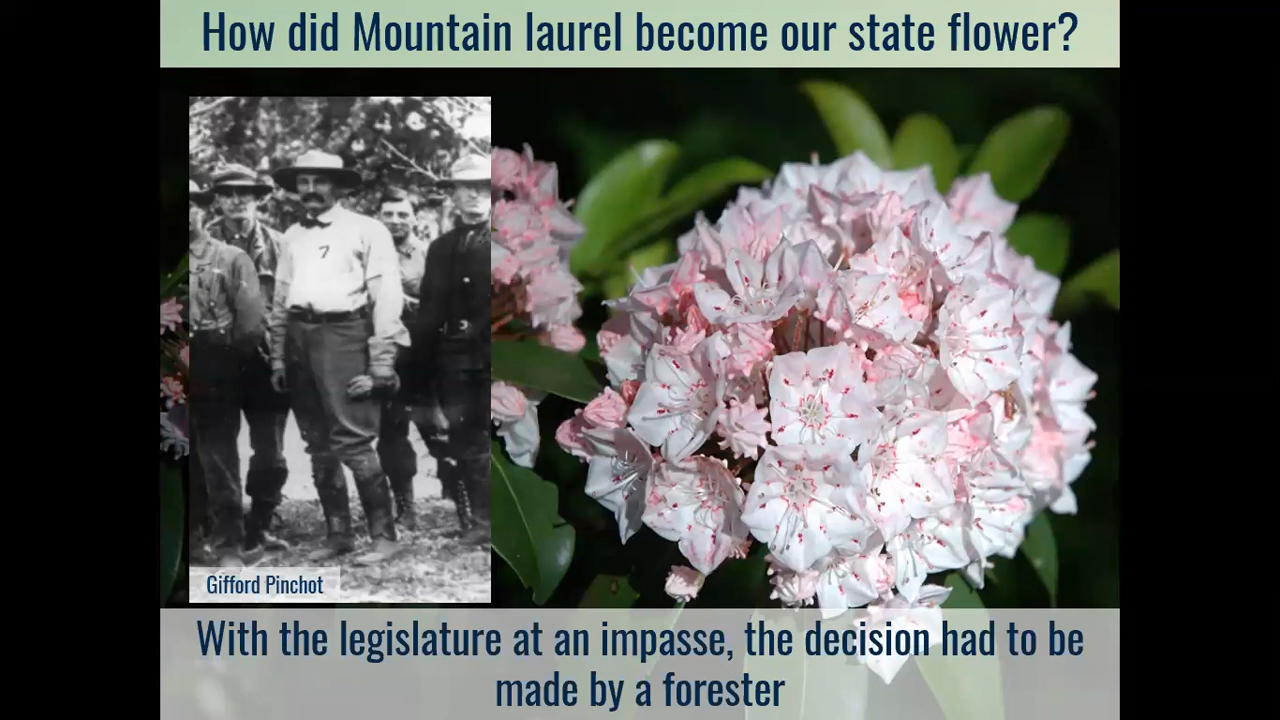 How did Mountain laurel become our state flower?
7
Gifford Pinchot
With the legislature at an impasse, the decision had to be
made by a forester